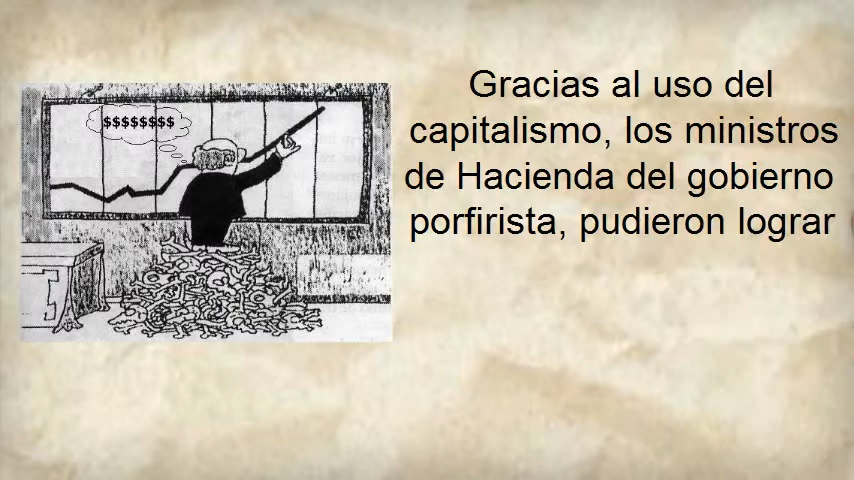 $$$$$$$$
Gracias al uso del
capitalismo, los ministros
de Hacienda del gobierno
porfirista, pudieron lograr